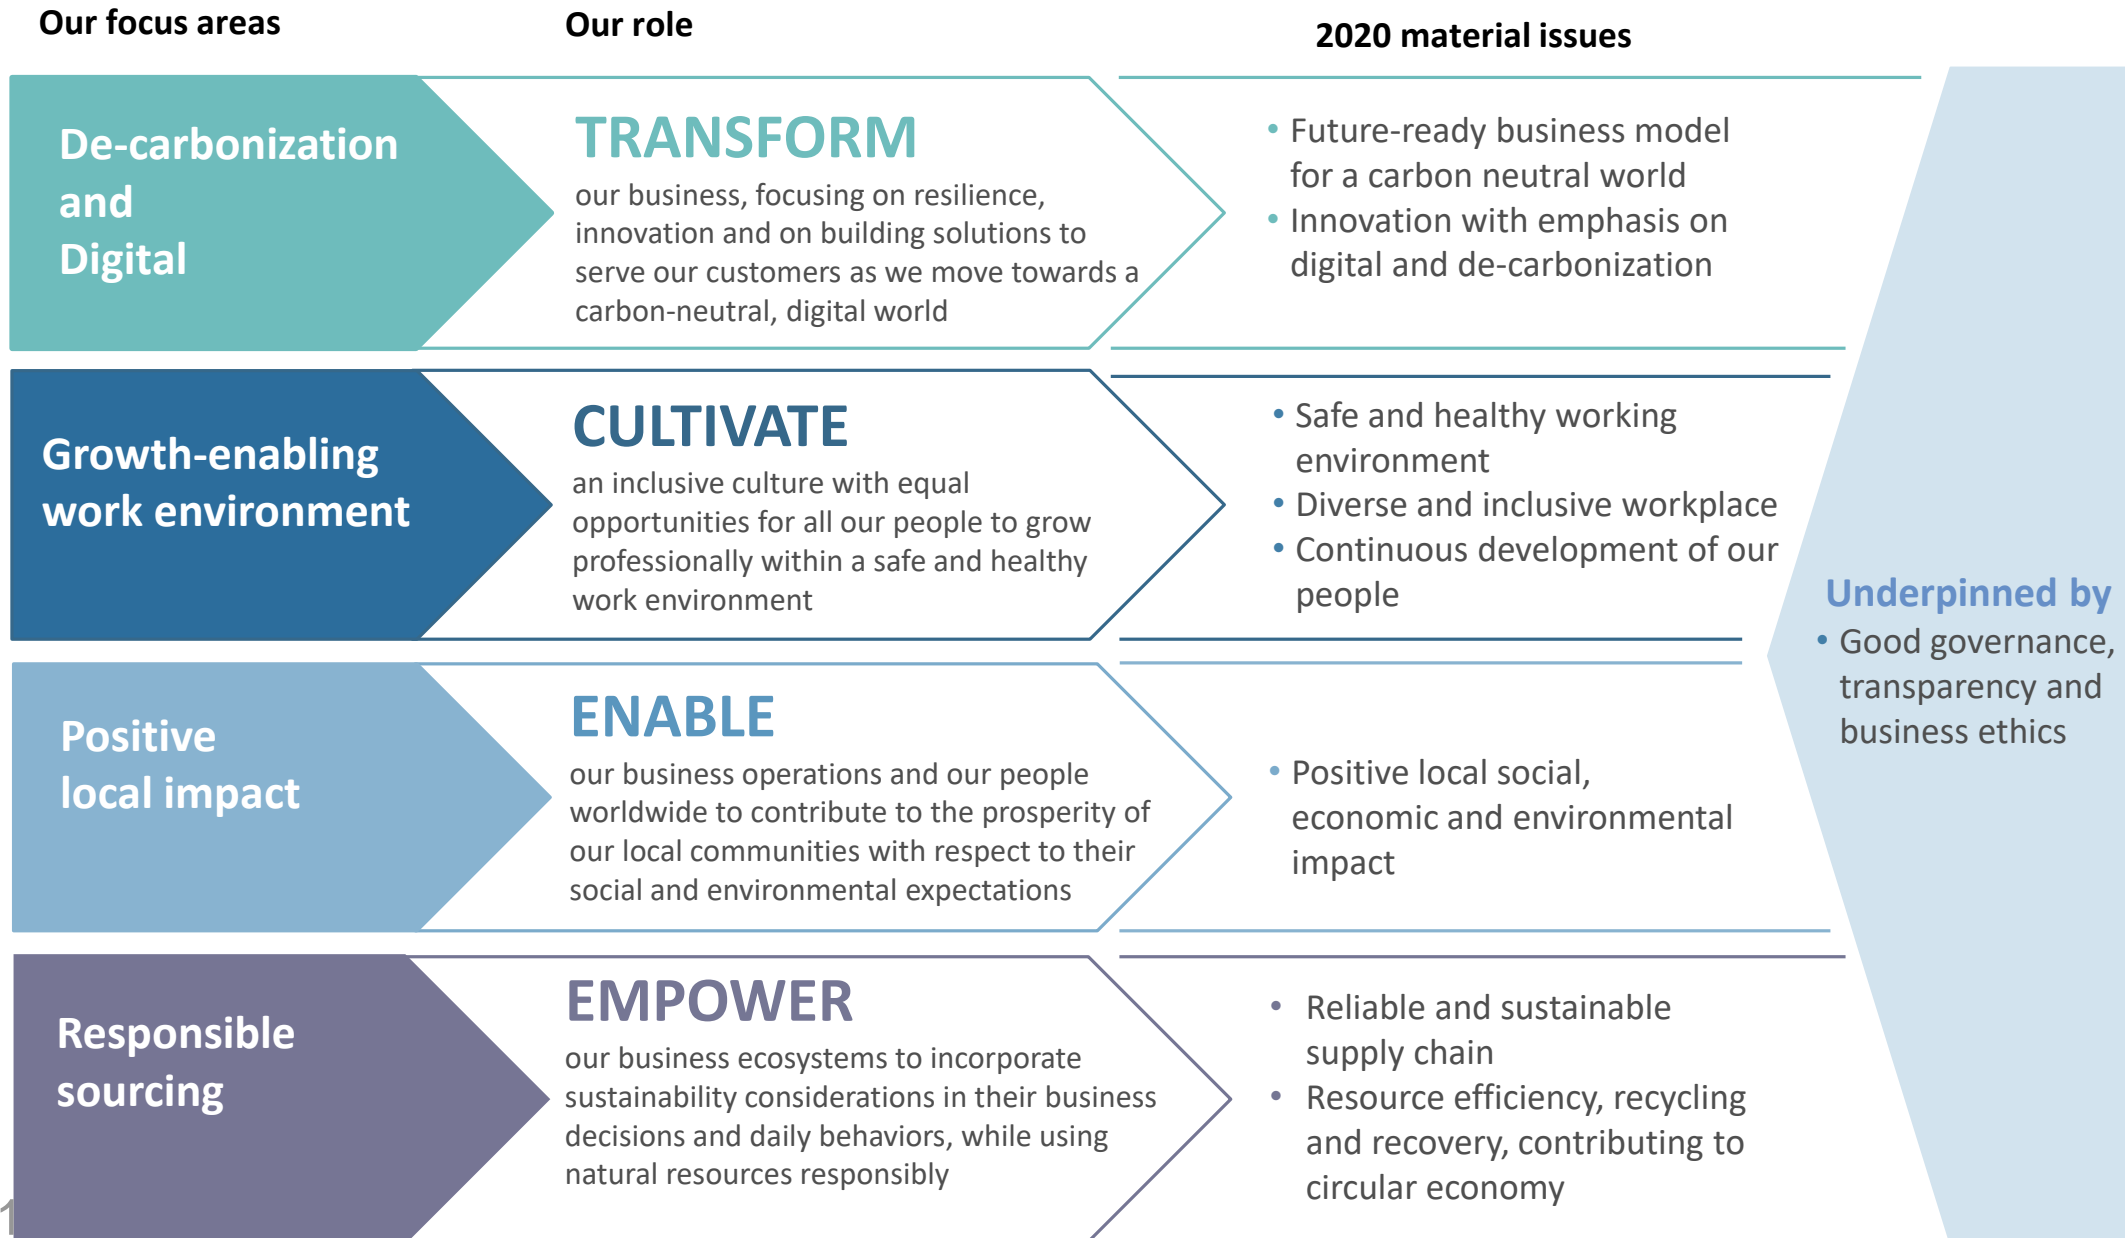 Our focus areas
Our role
2020 material issues
De-carbonization
and
Digital
TRANSFORM
our business, focusing on resilience,
innovation and on building solutions to
serve our customers as we move towards a
carbon-neutral, digital world
• Future-ready business model
for a carbon neutral world
• Innovation with emphasis on
digital and de-carbonization
Growth-enabling
work environment
CULTIVATE
an inclusive culture with equal
opportunities for all our people to grow
professionally within a safe and healthy
work environment
• Safe and healthy working
environment
• Diverse and inclusive workplace
• Continuous development of our
people
Positive
local impact
ENABLE
our business operations and our people
worldwide to contribute to the prosperity of
our local communities with respect to their
social and environmental expectations
• Positive local social,
economic and environmental
impact
Responsible
sourcing
EMPOWER
our business ecosystems to incorporate
sustainability considerations in their business
decisions and daily behaviors, while using
natural resources responsibly
• Reliable and sustainable
supply chain
• Resource efficiency, recycling
and recovery, contributing to
circular economy
Underpinned by
• Good governance,
transparency and
business ethics
1